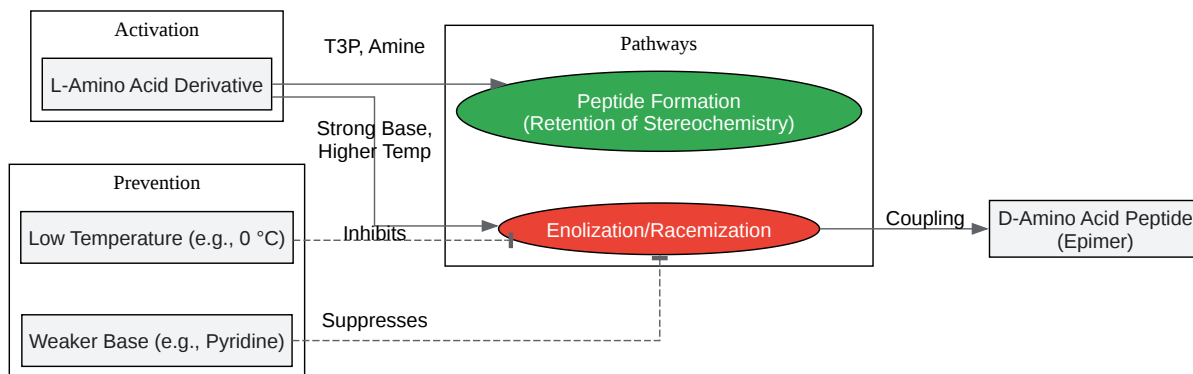 Activation
L-Amino Acid Derivative
T3P, Amine
Strong Base,
Higher Temp
Pathways
Peptide Formation
(Retention of Stereochemistry)
Enolization/Racemization
Coupling
D-Amino Acid Peptide
(Epimer)
Prevention
Low Temperature (e.g., 0 °C)
Inhibits
Weaker Base (e.g., Pyridine)
Suppresses